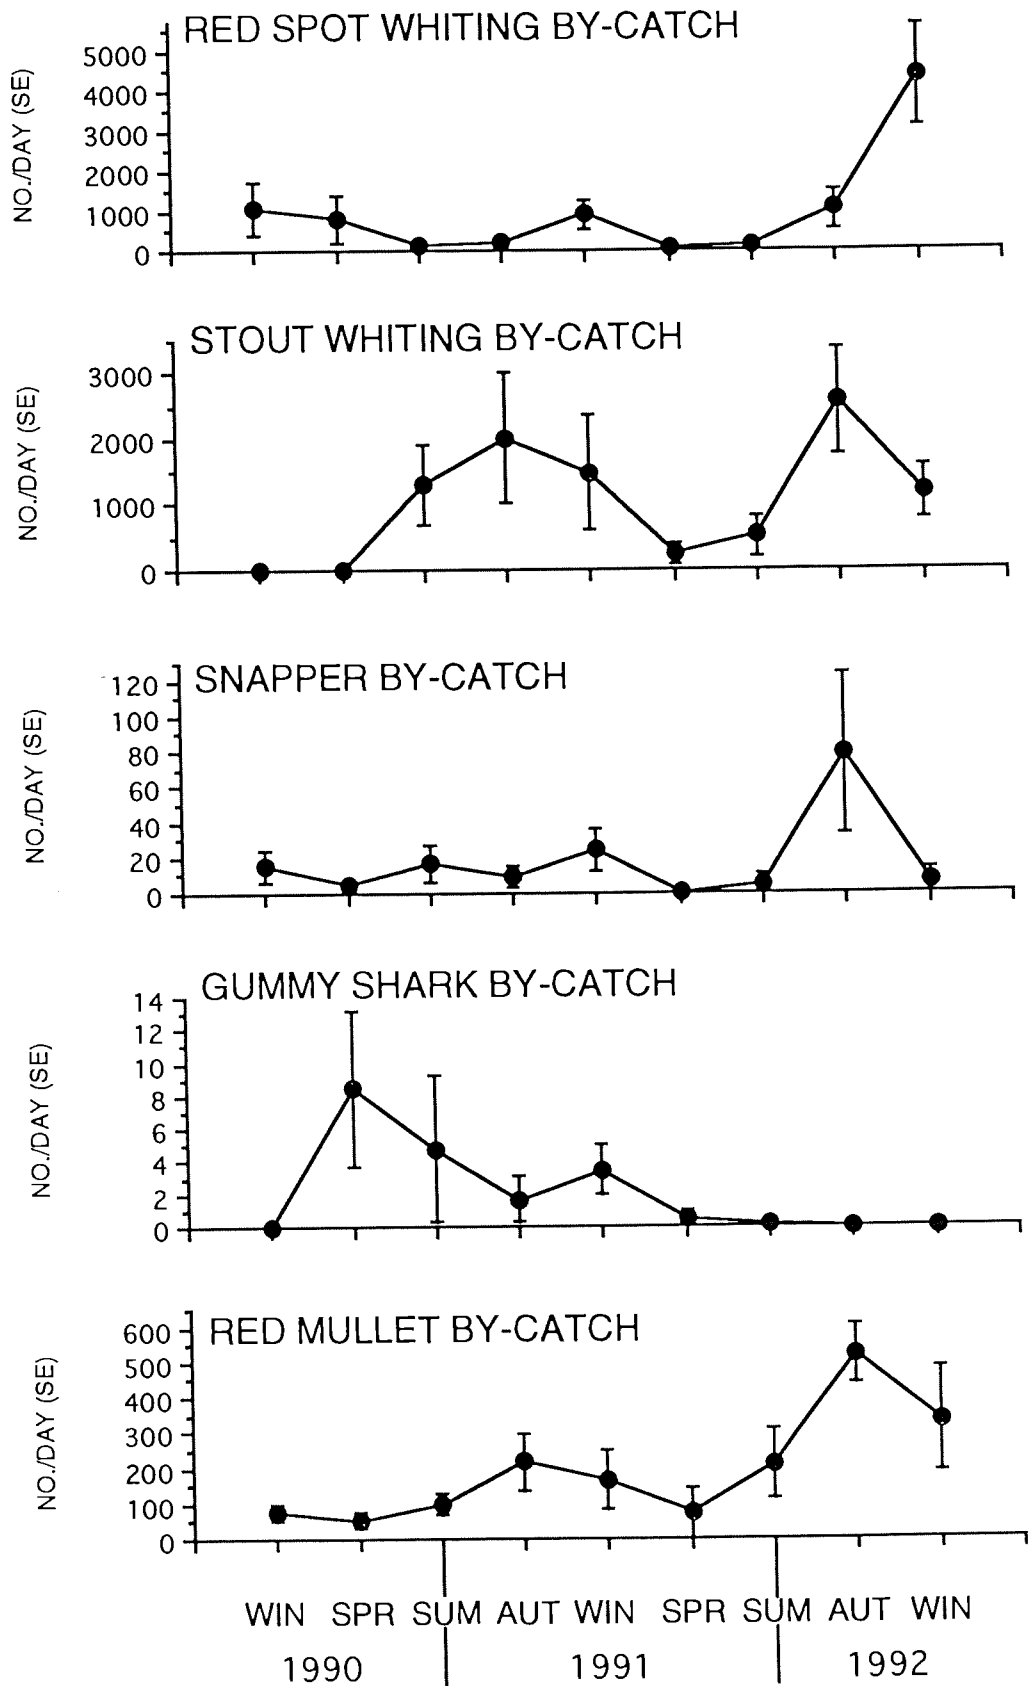 RED SPOT WHITING BY-CATCH
NO./DAY (SE)
5000
4000
3000
2000
1000
0
STOUT WHITING BY-CATCH
NO./DAY (SE)
3000
2000
1000
0
SNAPPER BY-CATCH
NO./DAY (SE)
120
100
80
60
40
20
0
GUMMY SHARK BY-CATCH
NO./DAY (SE)
14
12
10
8
6
4
2
0
RED MULLET BY-CATCH
NO./DAY (SE)
600
500
400
300
200
100
0
WIN SPR SUM AUT WIN SPR SUM AUT WIN
1990 1991 1992